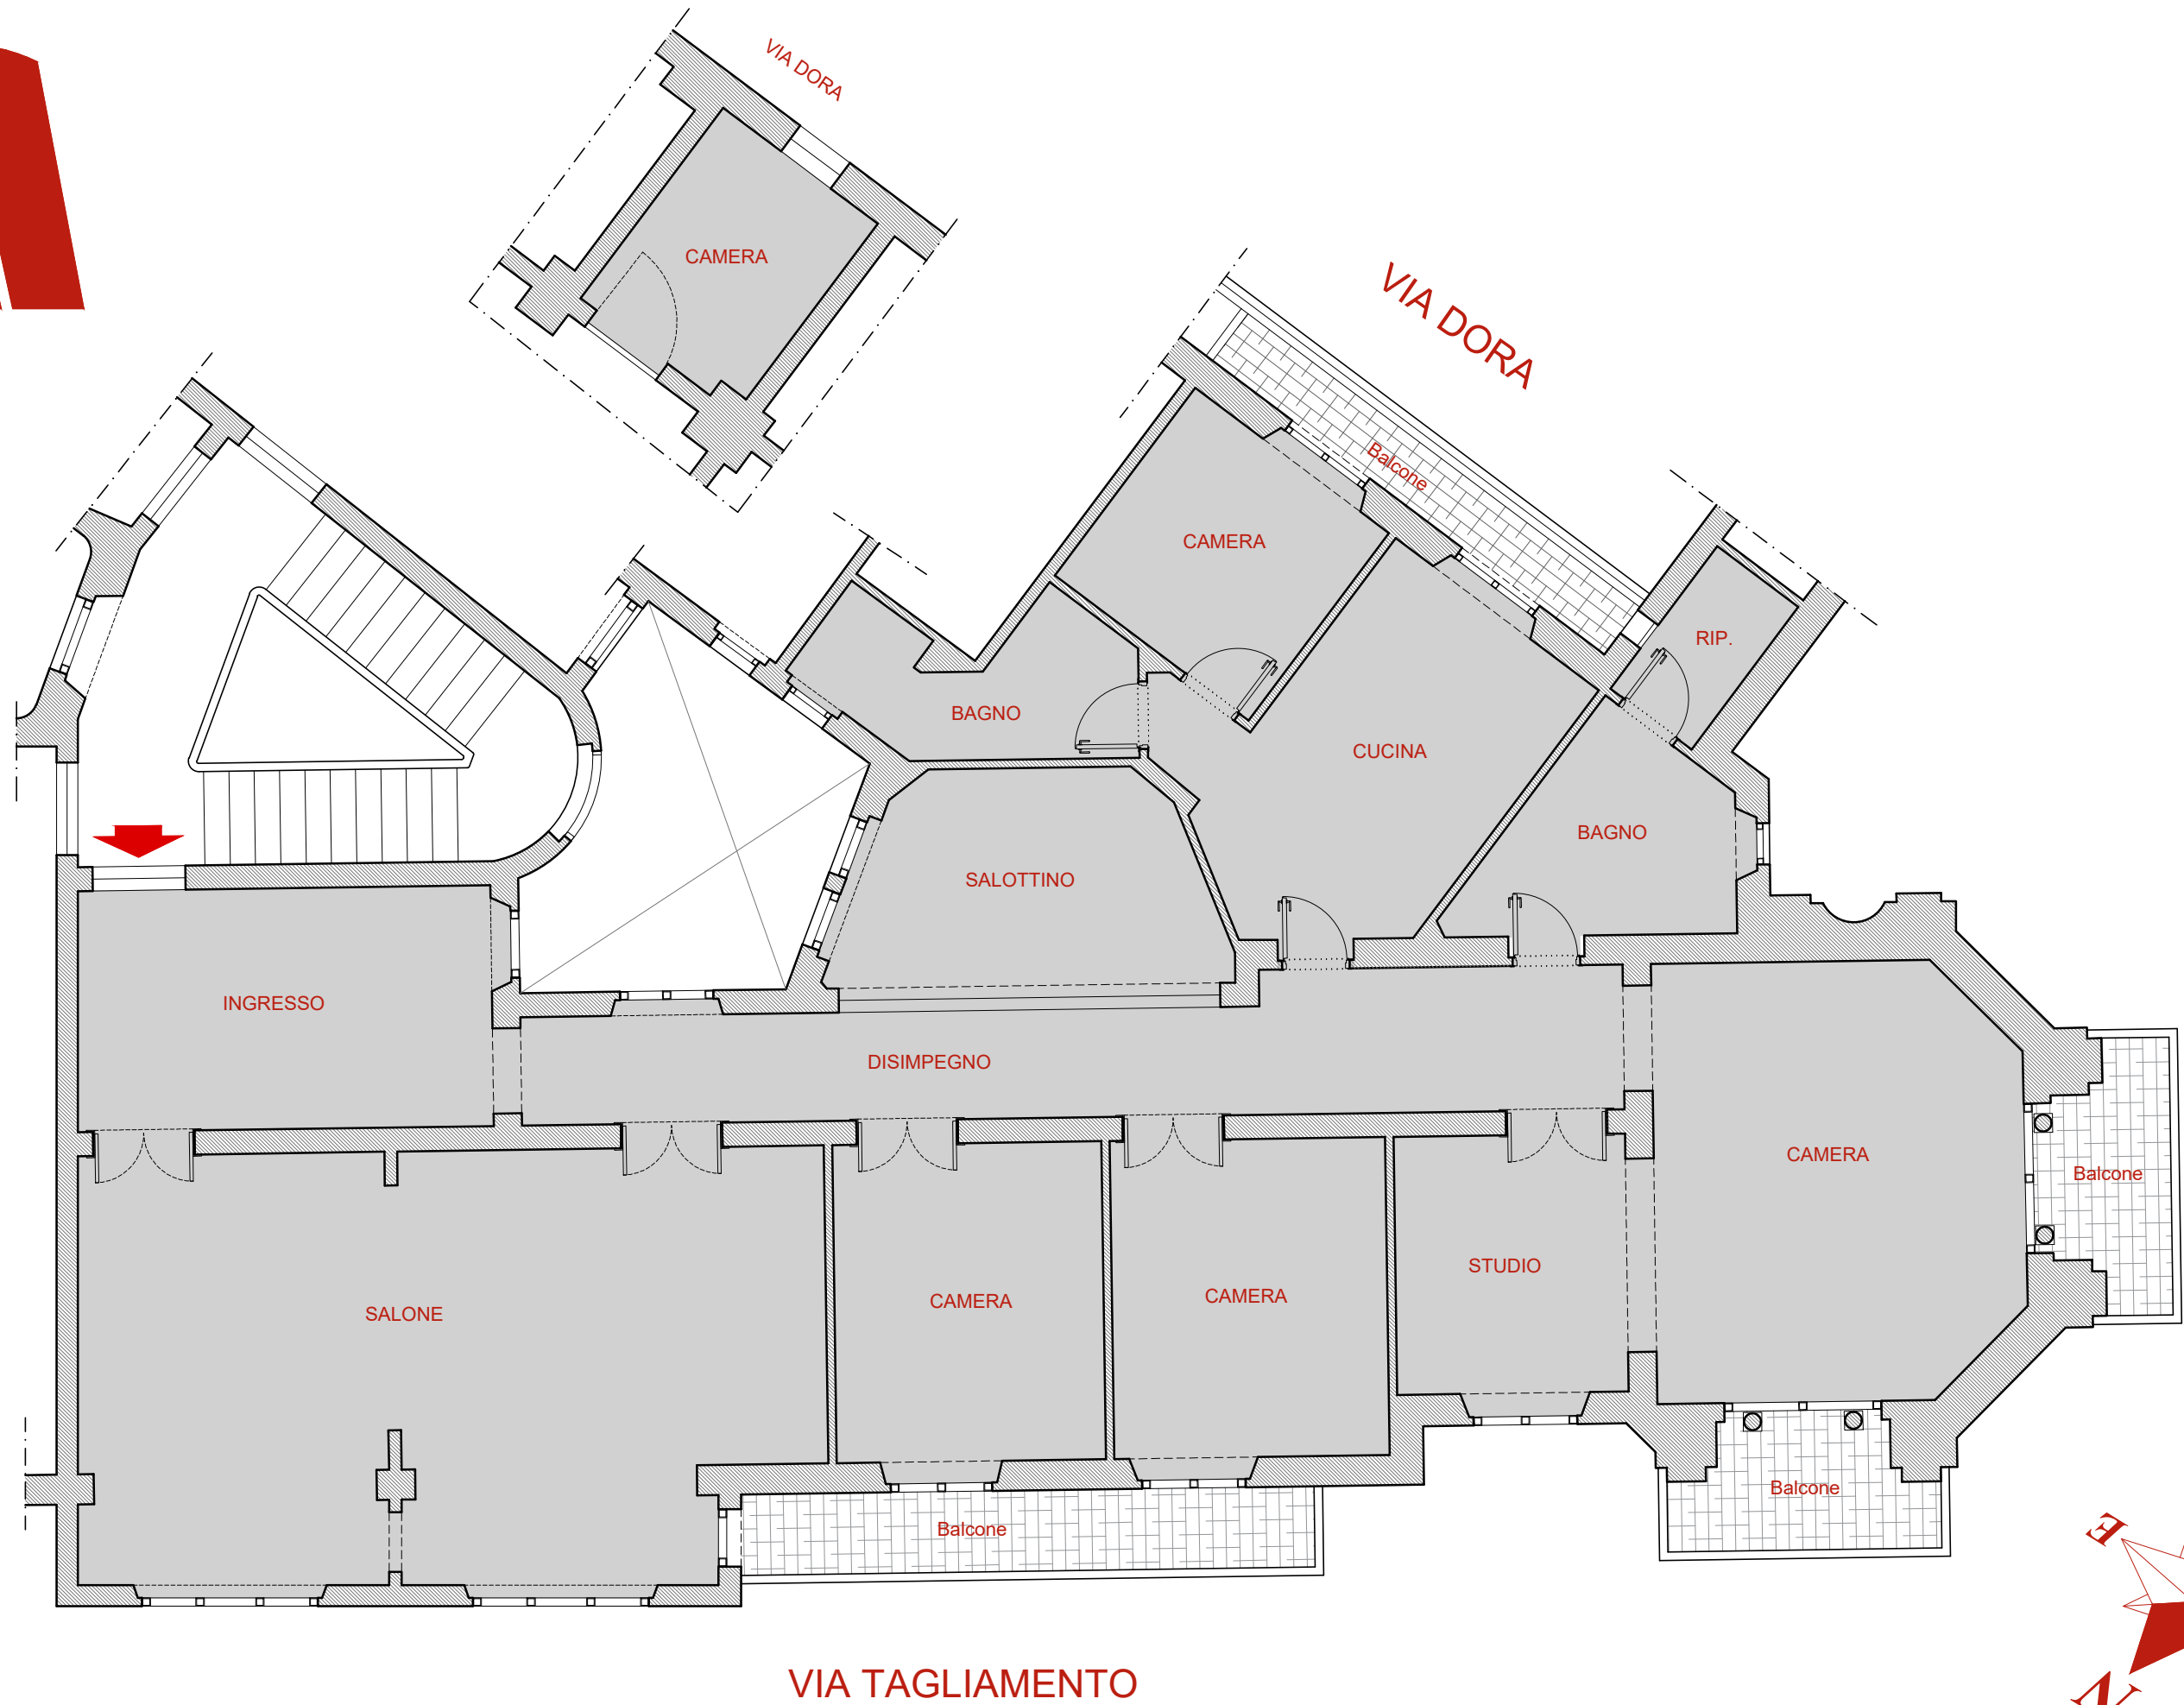 VIA DORA
CAMERA
VIA DORA
Balcone
CAMERA
RIP.
BAGNO
CUCINA
BAGNO
SALOTTINO
INGRESSO
DISIMPEGNO
CAMERA
Balcone
STUDIO
CAMERA
CAMERA
SALONE
Balcone
Balcone
E
N
VIA TAGLIAMENTO